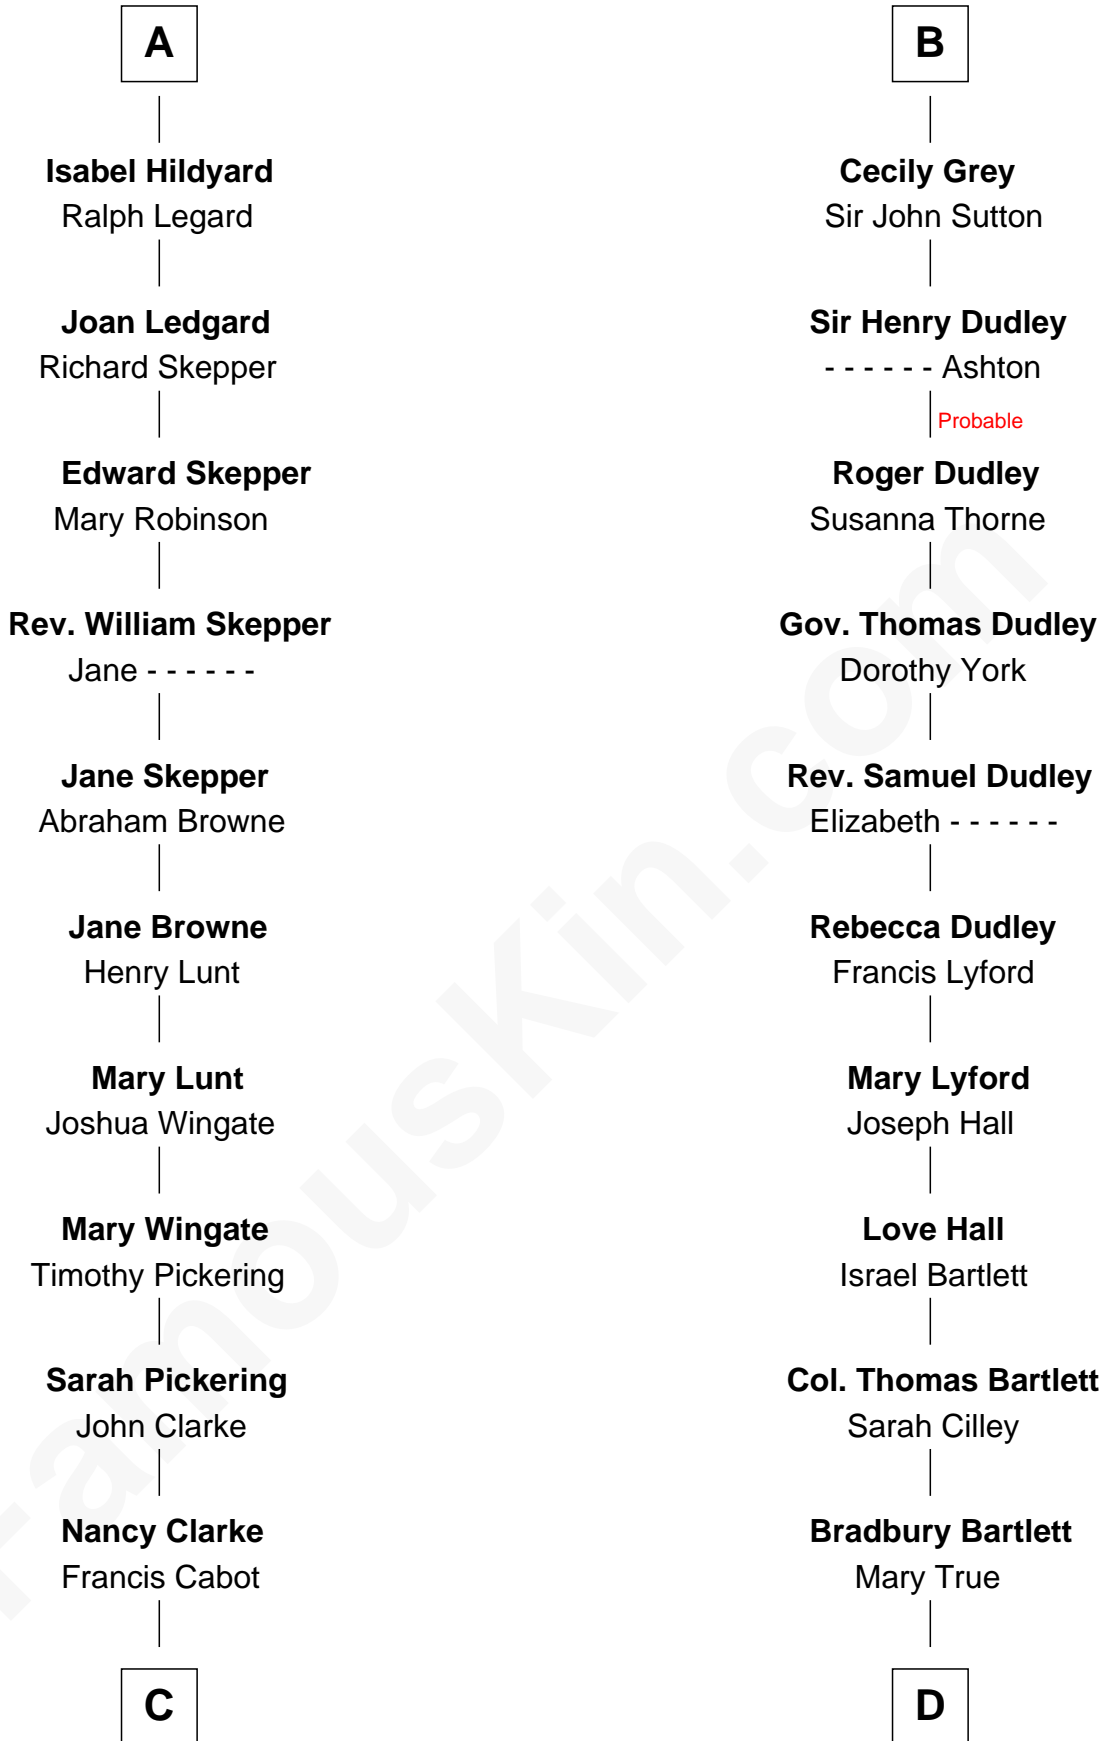 A
Isabel Hildyard
Ralph Legard
Joan Ledgard
Richard Skepper
Edward Skepper
Mary Robinson
Rev. William Skepper
Jane - - - - - -
Jane Skepper
Abraham Browne
Jane Browne
Henry Lunt
Mary Lunt
Joshua Wingate
Mary Wingate
Timothy Pickering
Sarah Pickering
John Clarke
Nancy Clarke
Francis Cabot
C
B
Cecily Grey
Sir John Sutton
Sir Henry Dudley
- - - - - - Ashton
Probable
Roger Dudley
Susanna Thorne
Gov. Thomas Dudley
Dorothy York
Rev. Samuel Dudley
Elizabeth - - - - - -
Rebecca Dudley
Francis Lyford
Mary Lyford
Joseph Hall
Love Hall
Israel Bartlett
Col. Thomas Bartlett
Sarah Cilley
Bradbury Bartlett
Mary True
D
FamousKin.com